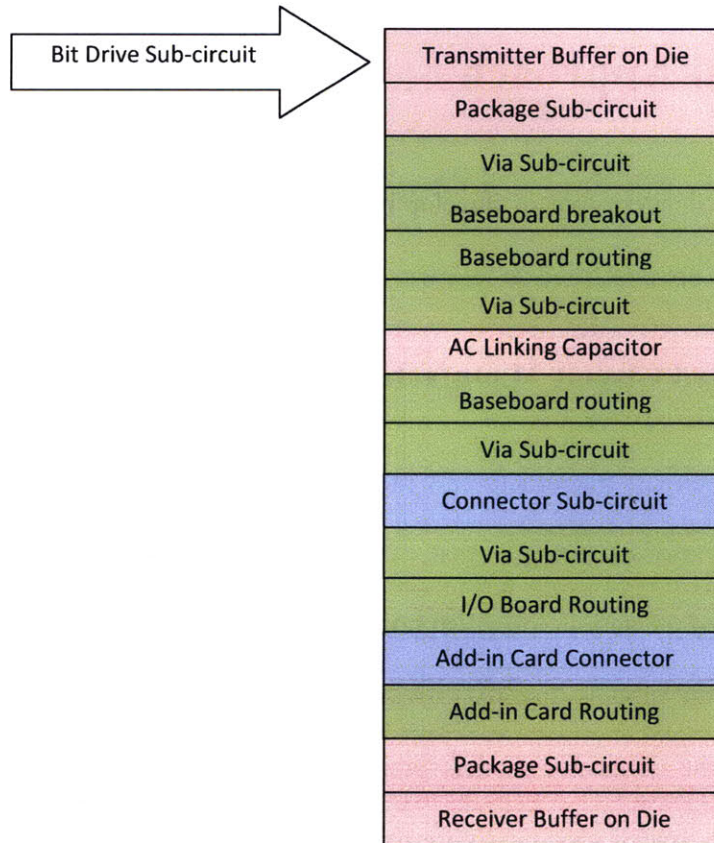 Bit Drive Sub-circuit
Transmitter Buffer on Die
Package Sub-circuit
Via Sub-circuit
Baseboard breakout
Baseboard routing
Via Sub-circuit
AC Linking Capacitor
Baseboard routing
Via Sub-circuit
Connector Sub-circuit
Via Sub-circuit
I/O Board Routing
Add-in Card Connector
Add-in Card Routing
Package Sub-circuit
Receiver Buffer on Die